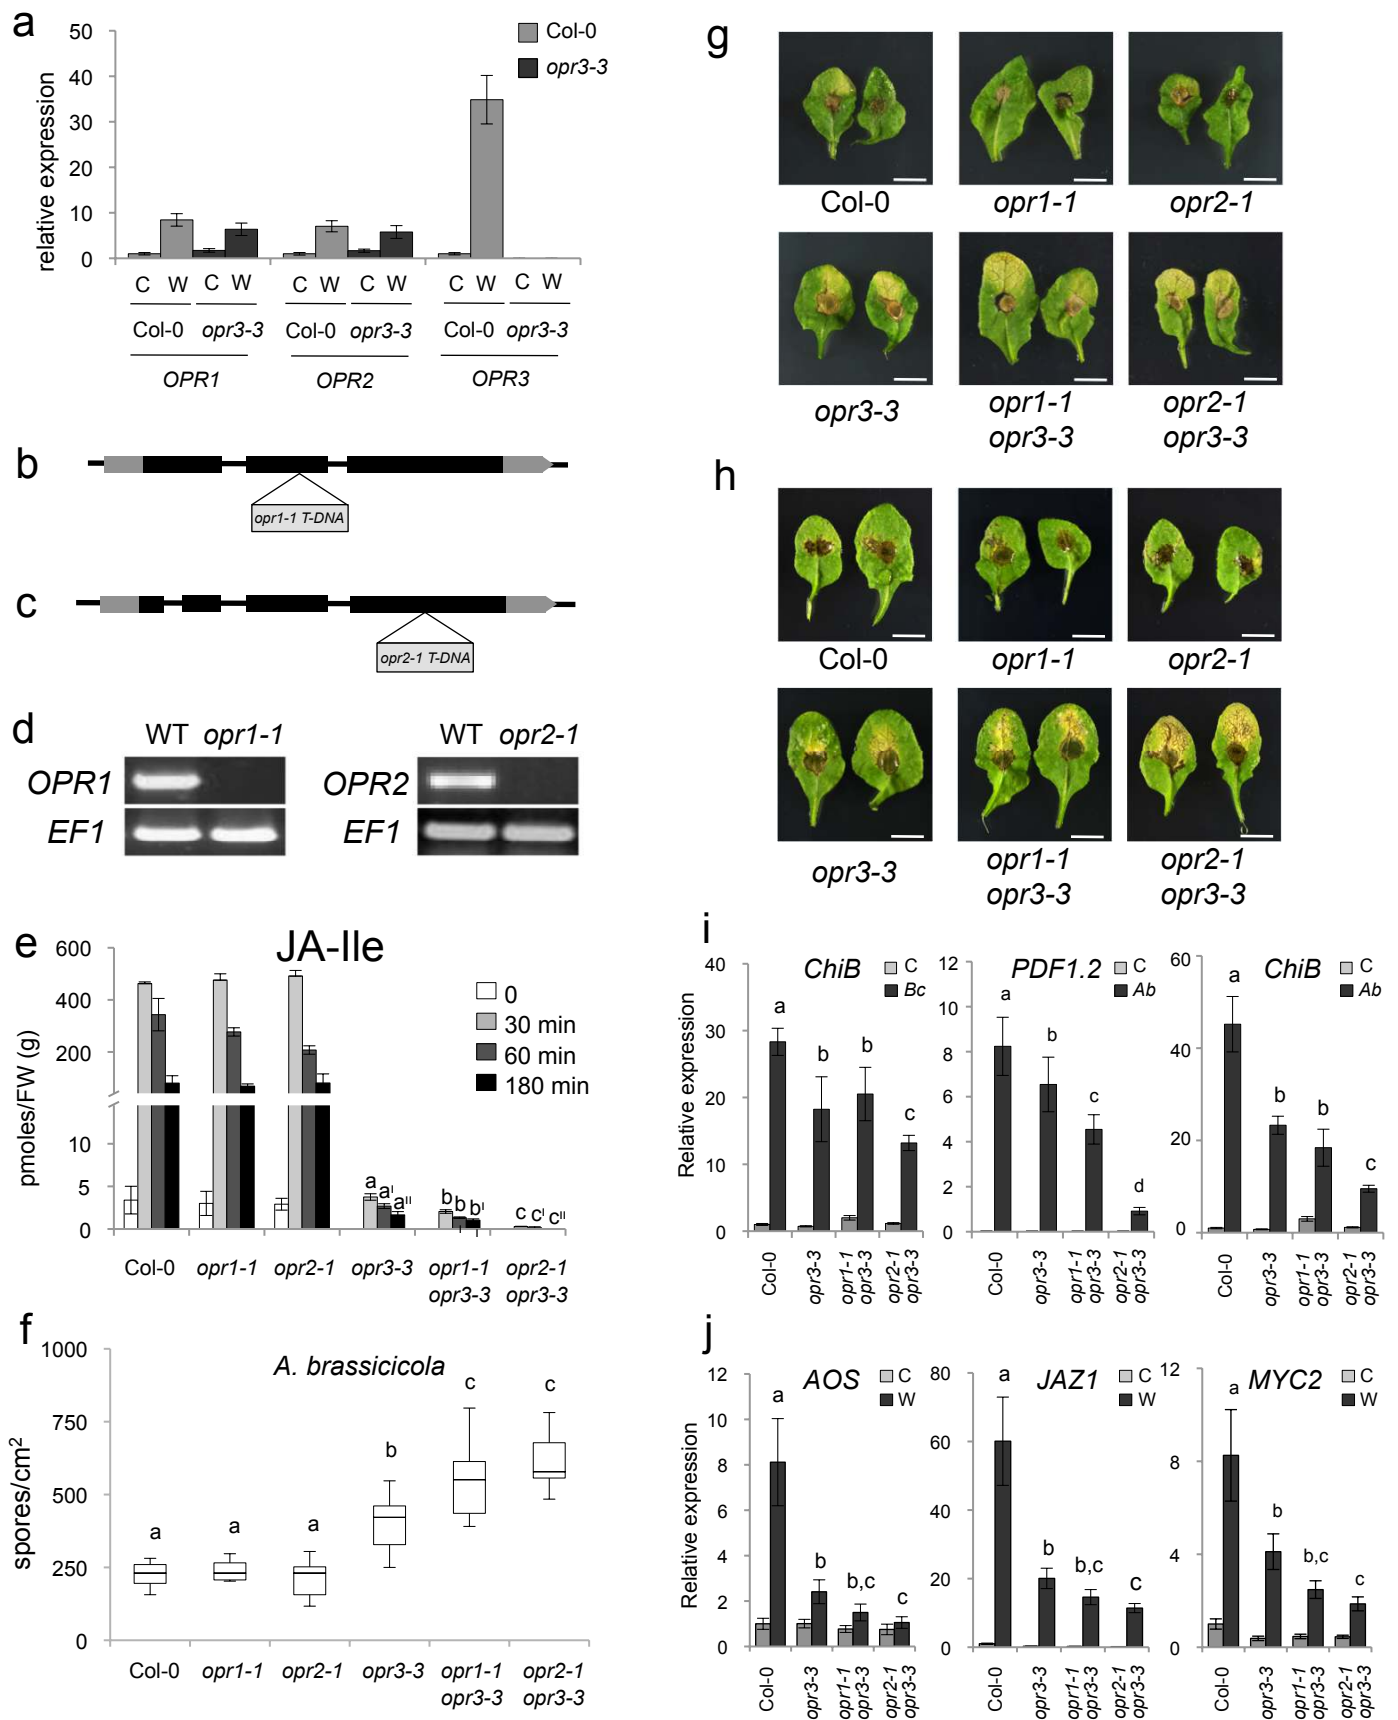 a
50
40
30
20
10
0
relative expression
Col-0
opr3-3
C W C W C W C W C W C W
Col-0 opr3-3 Col-0 opr3-3 Col-0 opr3-3
OPR1 OPR2 OPR3
b
opr1-1 T-DNA
c
opr2-1 T-DNA
d
WT opr1-1 WT opr2-1
OPR1 OPR2
EF1 EF1
e
JA-Ile
600
400
200
10
5
0
pmoles/FW (g)
0
30 min
60 min
180 min
a aᴵ aᴵᴵ b b bᴵ c cᴵ cᴵᴵ
Col-0 opr1-1 opr2-1 opr3-3 opr1-1 opr2-1
opr3-3 opr3-3
f
A. brassicicola
1000
750
500
250
0
spores/cm²
a a a b c c
Col-0 opr1-1 opr2-1 opr3-3 opr1-1 opr2-1
opr3-3 opr3-3
g
Col-0 opr1-1 opr2-1
opr3-3 opr1-1 opr2-1
opr3-3 opr3-3
h
Col-0 opr1-1 opr2-1
opr3-3 opr1-1 opr2-1
opr3-3 opr3-3
i
Relative expression
ChiB
C
Bc
40
30
20
10
0
a b b c
Col-0 opr3-3 opr1-1 opr3-3 opr2-1 opr3-3
PDF1.2
C
Ab
12
10
8
6
4
2
0
a b c d
Col-0 opr3-3 opr1-1 opr3-3 opr2-1 opr3-3
ChiB
C
Ab
60
40
20
0
a b b c
Col-0 opr3-3 opr1-1 opr3-3 opr2-1 opr3-3
j
Relative expression
AOS
C
W
12
10
8
6
4
2
0
a b b,c c
Col-0 opr3-3 opr1-1 opr3-3 opr2-1 opr3-3
JAZ1
C
W
80
60
40
20
0
a b b,c c
Col-0 opr3-3 opr1-1 opr3-3 opr2-1 opr3-3
MYC2
C
W
12
8
4
0
a b b,c c
Col-0 opr3-3 opr1-1 opr3-3 opr2-1 opr3-3